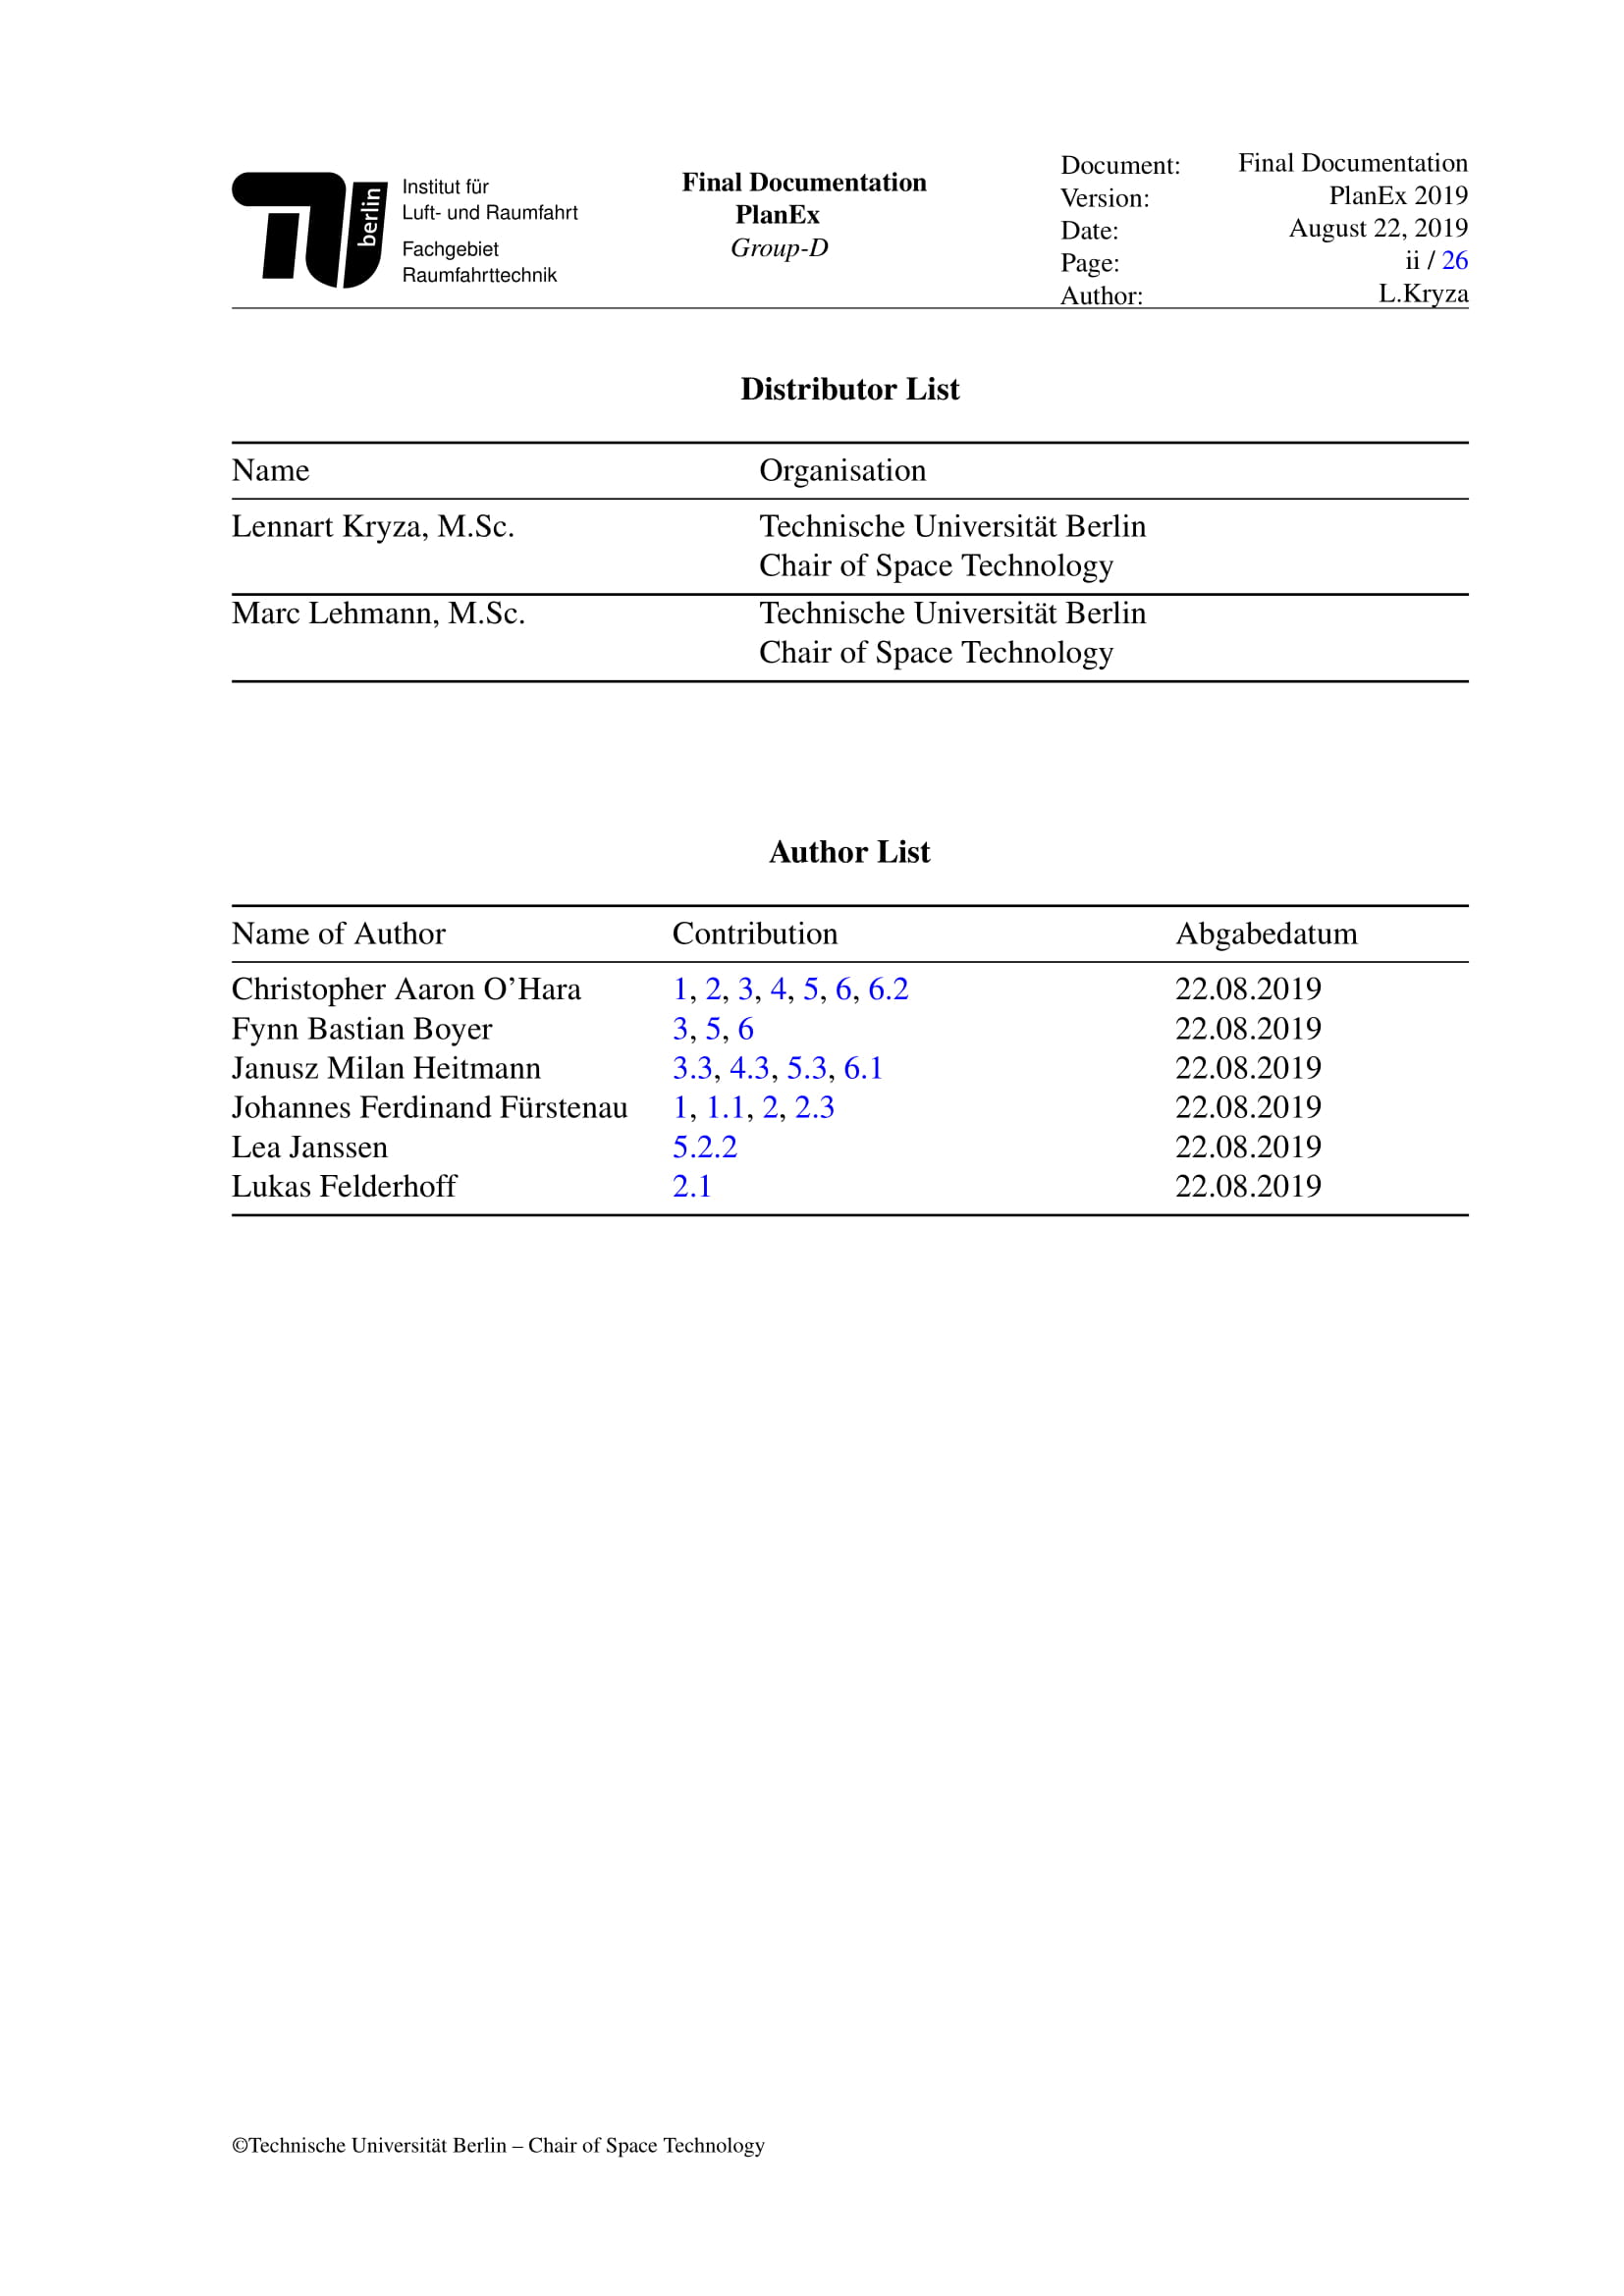 berlin
Institut für
Luft- und Raumfahrt
Fachgebiet
Raumfahrttechnik
Final Documentation
PlanEx
Group-D
Document: Final Documentation
Version: PlanEx 2019
Date: August 22, 2019
Page: ii / 26
Author: L.Kryza
Distributor List
Name Organisation
Lennart Kryza, M.Sc. Technische Universität Berlin
Chair of Space Technology
Marc Lehmann, M.Sc. Technische Universität Berlin
Chair of Space Technology
Author List
Name of Author Contribution Abgabedatum
Christopher Aaron O’Hara 1, 2, 3, 4, 5, 6, 6.2 22.08.2019
Fynn Bastian Boyer 3, 5, 6 22.08.2019
Janusz Milan Heitmann 3.3, 4.3, 5.3, 6.1 22.08.2019
Johannes Ferdinand Fürstenau 1, 1.1, 2, 2.3 22.08.2019
Lea Janssen 5.2.2 22.08.2019
Lukas Felderhoff 2.1 22.08.2019
©Technische Universität Berlin – Chair of Space Technology